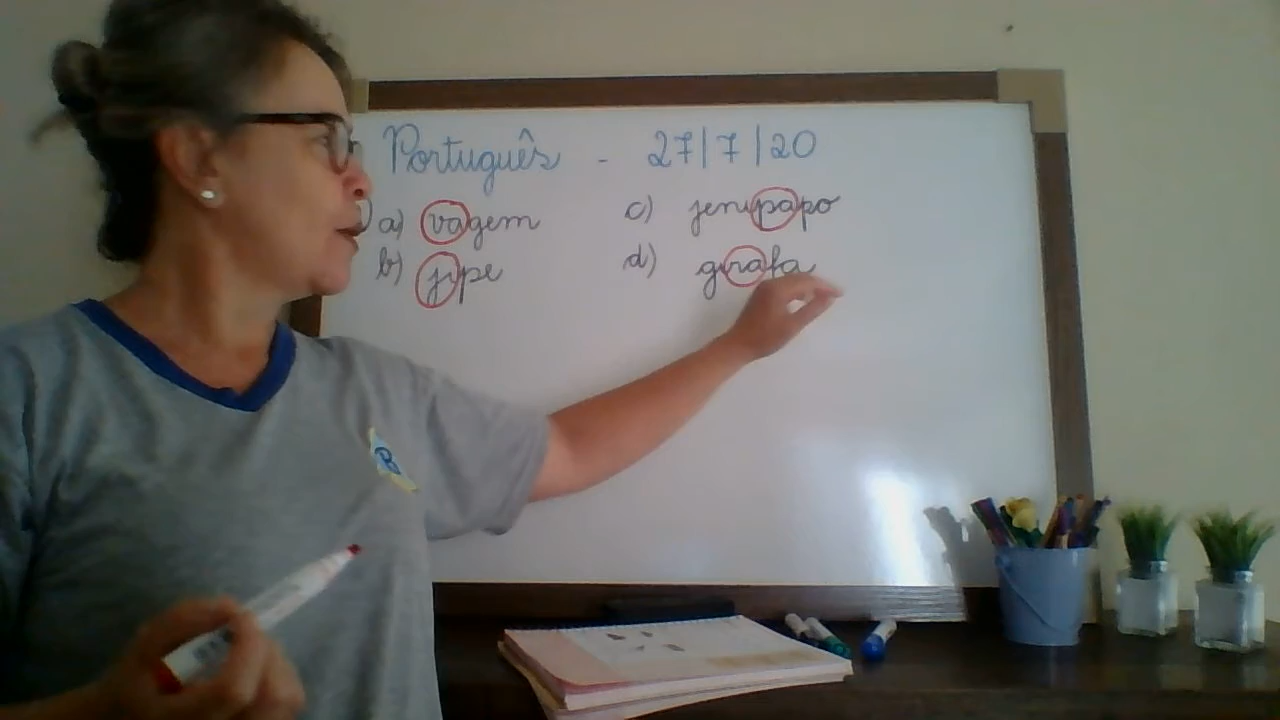 Português - 27/7/20
a) vagem c) jenipapo
b) jipe d) girafa
R